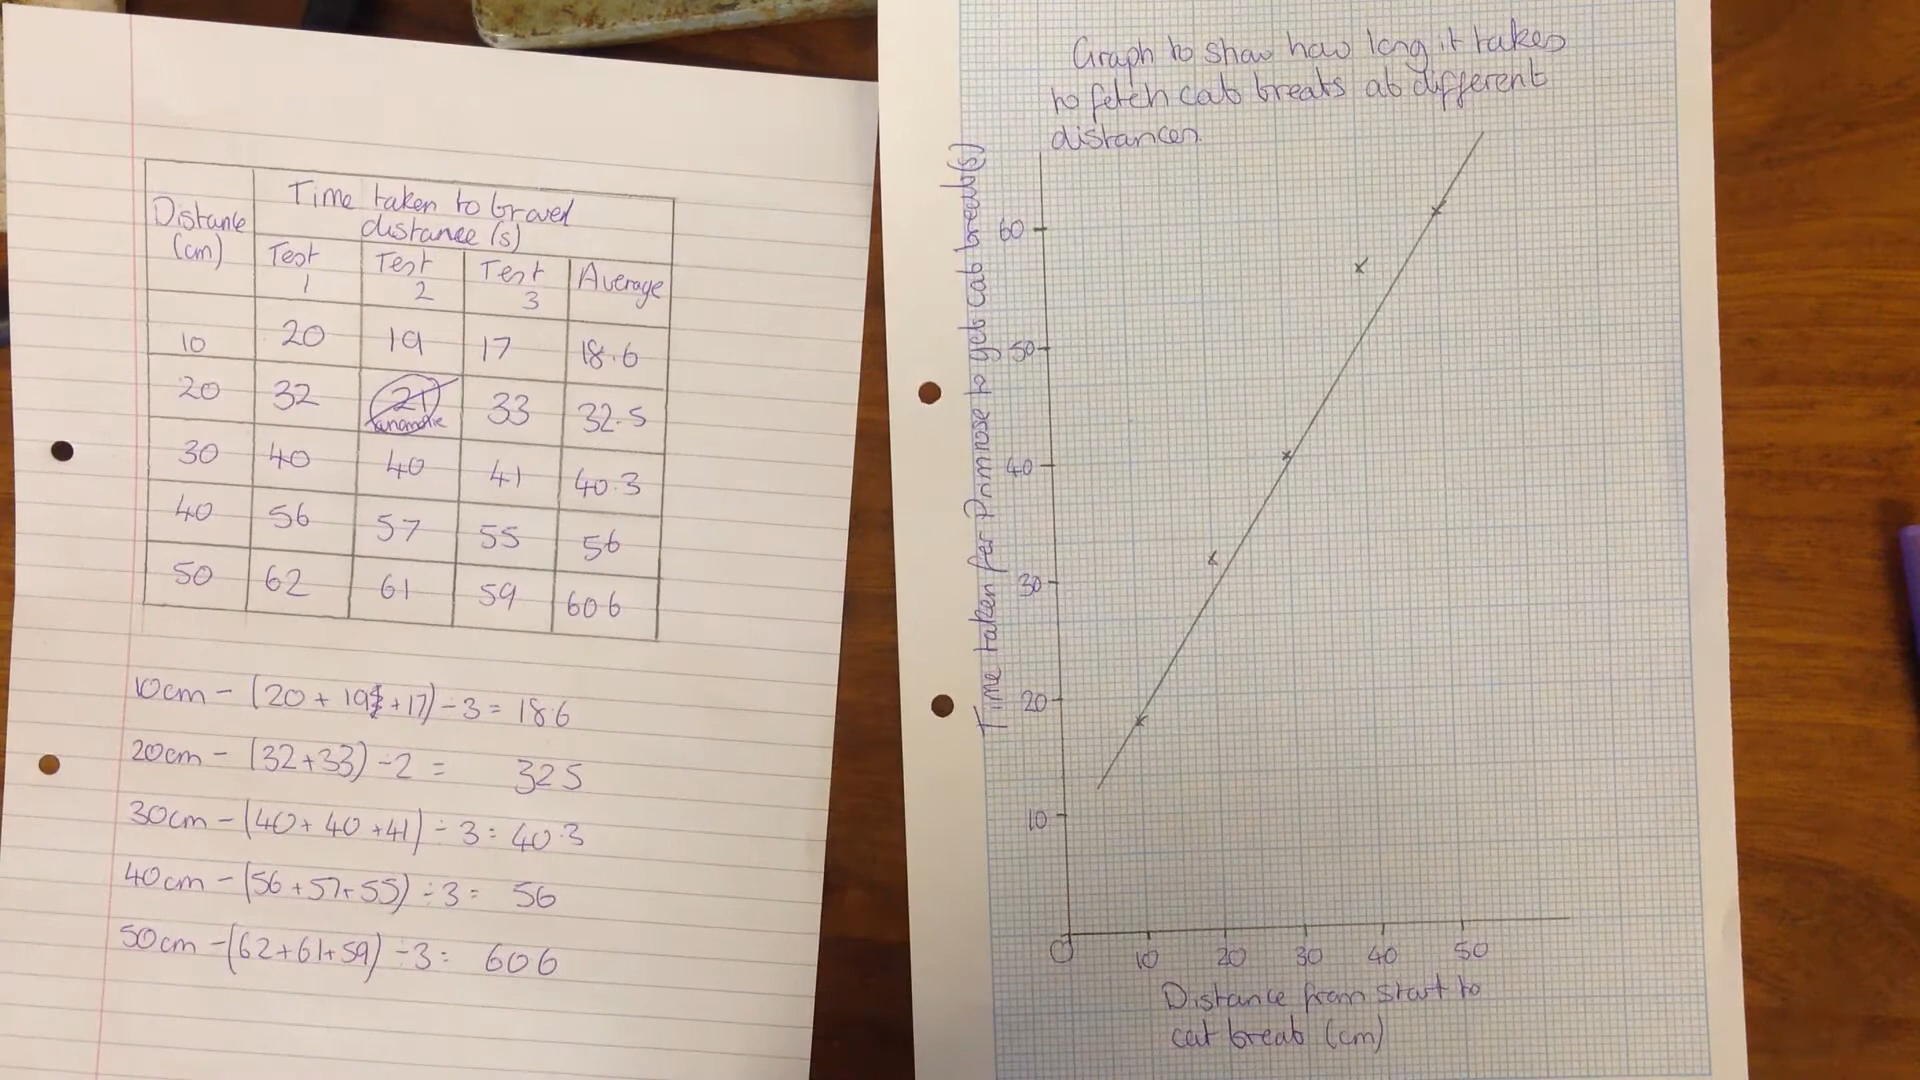 Distance
(cm)
Time taken to travel
distance (s)
Test
1
Test
2
Test
3
Average
10 20 19 17 18.6
20 32 21 33 32.5
30 40 40 41 40.3
40 56 57 55 56
50 62 61 59 60 6
10cm - (20 + 19 +17) ÷ 3 = 18.6
20cm - (32+33) ÷ 2 = 32.5
30cm - (40+ 40 +41) ÷ 3 = 40.3
40cm - (56 +57+ 55) ÷ 3 = 56
50cm - (62+61+59) ÷ 3 = 60 6
Graph to show how long it takes
to fetch cat treats at different
distances.
Time taken for Primrose to get cat treats (s)
60
50
40
30
20
10
0 10 20 30 40 50
Distance from start to
cat treat (cm)